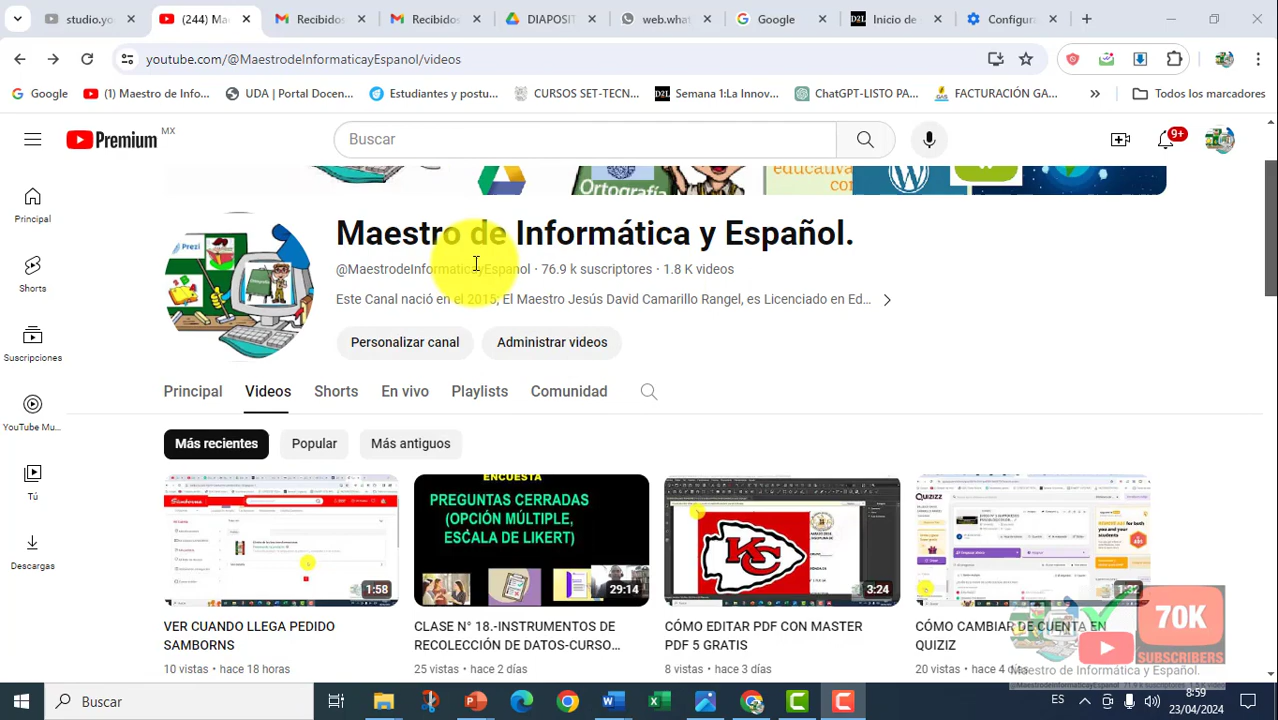 studio.yo
(244) Ma
Recibidos
Recibidos
DIAPOSIT
web.what
Google
Inicio de
Configur
youtube.com/@MaestrodeInformaticayEspanol/videos
Google
(1) Maestro de Info...
UDA | Portal Docen...
Estudiantes y postu...
CURSOS SET-TECN...
Semana 1:La Innov...
ChatGPT-LISTO PA...
FACTURACIÓN GA...
Todos los marcadores
Premium MX
Buscar
9+
Ortografía
educativa
con
Principal
Shorts
Suscripciones
YouTube Mu...
Tú
Descargas
Prezi
Maestro de Informática y Español.
@MaestrodeInformaticayEspanol · 76.9 k suscriptores · 1.8 K videos
Este Canal nació en el 2015; El Maestro Jesús David Camarillo Rangel, es Licenciado en Ed...
Personalizar canal
Administrar videos
Principal
Videos
Shorts
En vivo
Playlists
Comunidad
Más recientes
Popular
Más antiguos
1:58
ENCUESTA
PREGUNTAS CERRADAS
(OPCIÓN MÚLTIPLE,
ESCALA DE LIKERT)
29:14
KC
3:24
QUIZIZZ
1:32
VER CUANDO LLEGA PEDIDO
SAMBORNS
10 vistas • hace 18 horas
CLASE N° 18.-INSTRUMENTOS DE
RECOLECCIÓN DE DATOS-CURSO...
25 vistas • hace 2 días
CÓMO EDITAR PDF CON MASTER
PDF 5 GRATIS
8 vistas • hace 3 días
CÓMO CAMBIAR DE CUENTA EN
QUIZIZ
20 vistas • hace 4 días
70K
SUBSCRIBERS
Maestro de Informática y Español.
Buscar
ES
8:59
23/04/2024